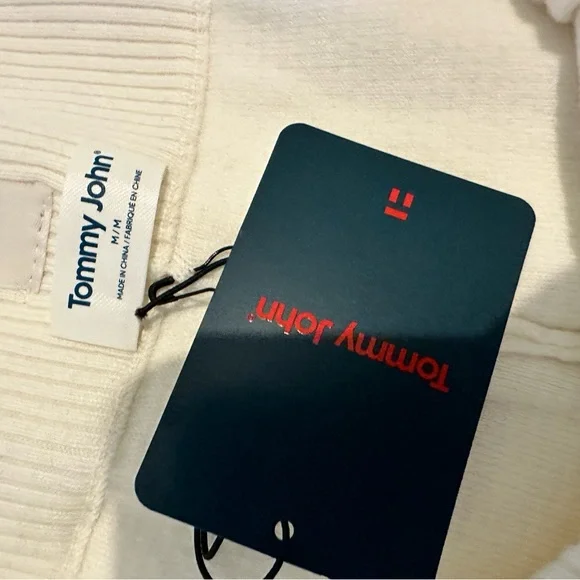 Tommy John®
M / M
MADE IN CHINA / FABRIQUÉ EN CHINE
Tommy John®